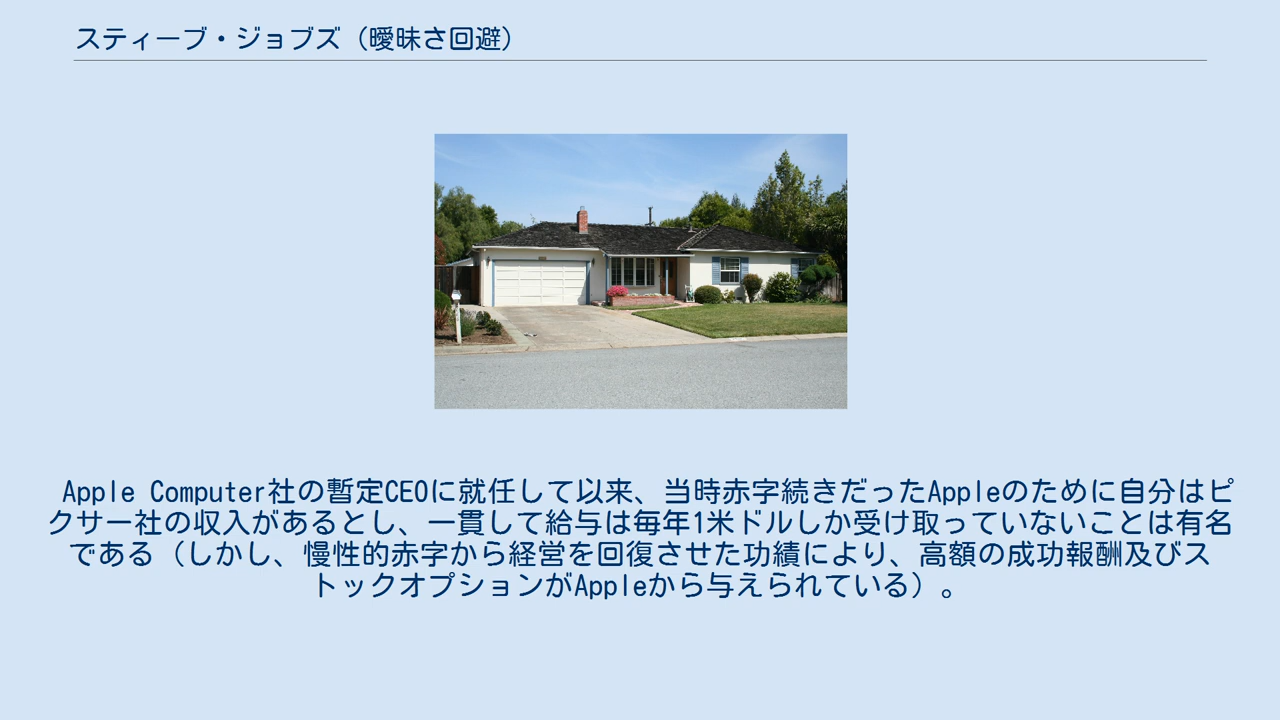 スティーブ・ジョブズ（曖昧さ回避）
Apple Computer社の暫定CEOに就任して以来、当時赤字続きだったAppleのために自分はピ
クサー社の収入があるとし、一貫して給与は毎年1米ドルしか受け取っていないことは有名
である（しかし、慢性的赤字から経営を回復させた功績により、高額の成功報酬及びス
トックオプションがAppleから与えられている）。